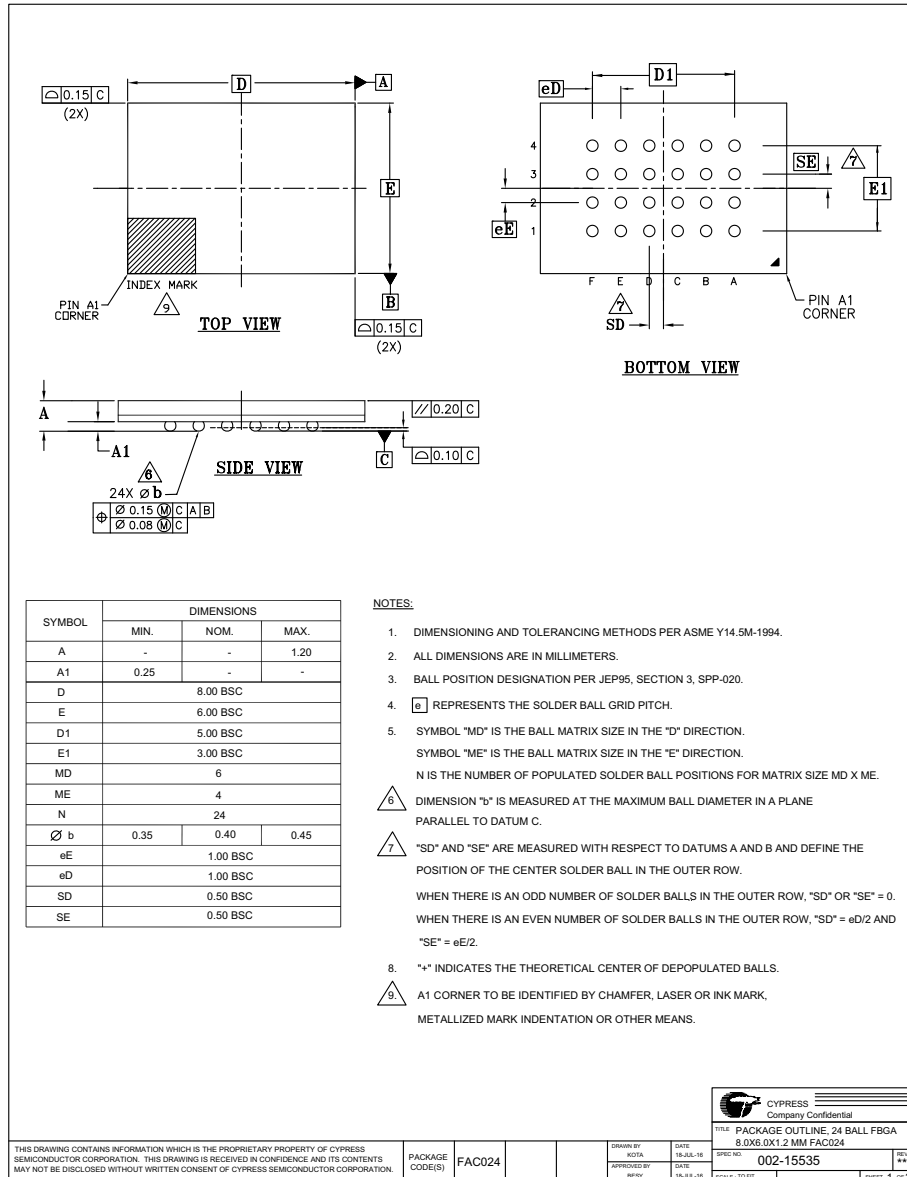 D
A
⌓ 0.15 C
(2X)
E
INDEX MARK
9
PIN A1
CORNER
TOP VIEW
B
⌓ 0.15 C
(2X)
D1
eD
4
3
2
1
SE
7
E1
eE
F E D C B A
7
SD
PIN A1
CORNER
BOTTOM VIEW
A
A1
// 0.20 C
⌓ 0.10 C
C
SIDE VIEW
6
24X Ø b
⌖ Ø 0.15 Ⓜ C A B
Ø 0.08 Ⓜ C
SYMBOL DIMENSIONS
MIN. NOM. MAX.
A - - 1.20
A1 0.25 - -
D 8.00 BSC
E 6.00 BSC
D1 5.00 BSC
E1 3.00 BSC
MD 6
ME 4
N 24
Ø b 0.35 0.40 0.45
eE 1.00 BSC
eD 1.00 BSC
SD 0.50 BSC
SE 0.50 BSC
NOTES:
1. DIMENSIONING AND TOLERANCING METHODS PER ASME Y14.5M-1994.
2. ALL DIMENSIONS ARE IN MILLIMETERS.
3. BALL POSITION DESIGNATION PER JEP95, SECTION 3, SPP-020.
4. e REPRESENTS THE SOLDER BALL GRID PITCH.
5. SYMBOL "MD" IS THE BALL MATRIX SIZE IN THE "D" DIRECTION.
SYMBOL "ME" IS THE BALL MATRIX SIZE IN THE "E" DIRECTION.
N IS THE NUMBER OF POPULATED SOLDER BALL POSITIONS FOR MATRIX SIZE MD X ME.
6 DIMENSION "b" IS MEASURED AT THE MAXIMUM BALL DIAMETER IN A PLANE
PARALLEL TO DATUM C.
7 "SD" AND "SE" ARE MEASURED WITH RESPECT TO DATUMS A AND B AND DEFINE THE
POSITION OF THE CENTER SOLDER BALL IN THE OUTER ROW.
WHEN THERE IS AN ODD NUMBER OF SOLDER BALLS IN THE OUTER ROW, "SD" OR "SE" = 0.
WHEN THERE IS AN EVEN NUMBER OF SOLDER BALLS IN THE OUTER ROW, "SD" = eD/2 AND
"SE" = eE/2.
8. "+" INDICATES THE THEORETICAL CENTER OF DEPOPULATED BALLS.
9. A1 CORNER TO BE IDENTIFIED BY CHAMFER, LASER OR INK MARK,
METALLIZED MARK INDENTATION OR OTHER MEANS.
CYPRESS
Company Confidential
TITLE PACKAGE OUTLINE, 24 BALL FBGA
8.0X6.0X1.2 MM FAC024
THIS DRAWING CONTAINS INFORMATION WHICH IS THE PROPRIETARY PROPERTY OF CYPRESS
SEMICONDUCTOR CORPORATION. THIS DRAWING IS RECEIVED IN CONFIDENCE AND ITS CONTENTS
MAY NOT BE DISCLOSED WITHOUT WRITTEN CONSENT OF CYPRESS SEMICONDUCTOR CORPORATION.
PACKAGE
CODE(S)
FAC024
DRAWN BY
KOTA
DATE
18-JUL-16
APPROVED BY
BESY
DATE
18-JUL-16
SPEC NO.
002-15535
REV
**
SCALE : TO FIT
SHEET 1 OF